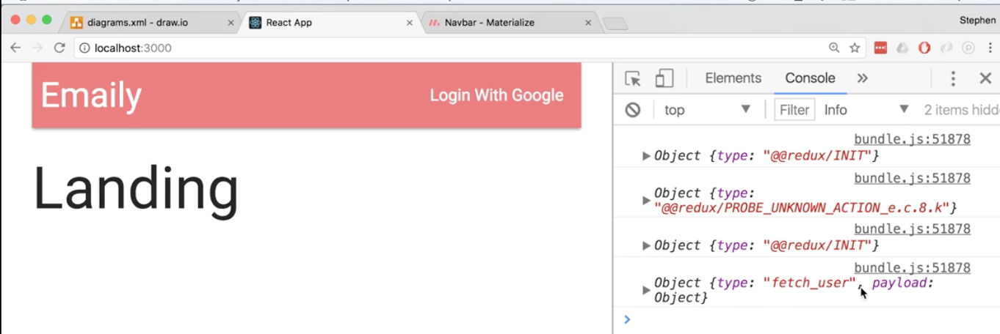 diagrams.xml - draw.io
React App
Navbar - Materialize
Stephen
localhost:3000
Emaily
Login With Google
Landing
Elements Console »
top Filter Info 2 items hidd
bundle.js:51878
Object {type: "@@redux/INIT"}
bundle.js:51878
Object {type:
"@@redux/PROBE_UNKNOWN_ACTION_e.c.8.k"}
bundle.js:51878
Object {type: "@@redux/INIT"}
bundle.js:51878
Object {type: "fetch_user", payload:
Object}